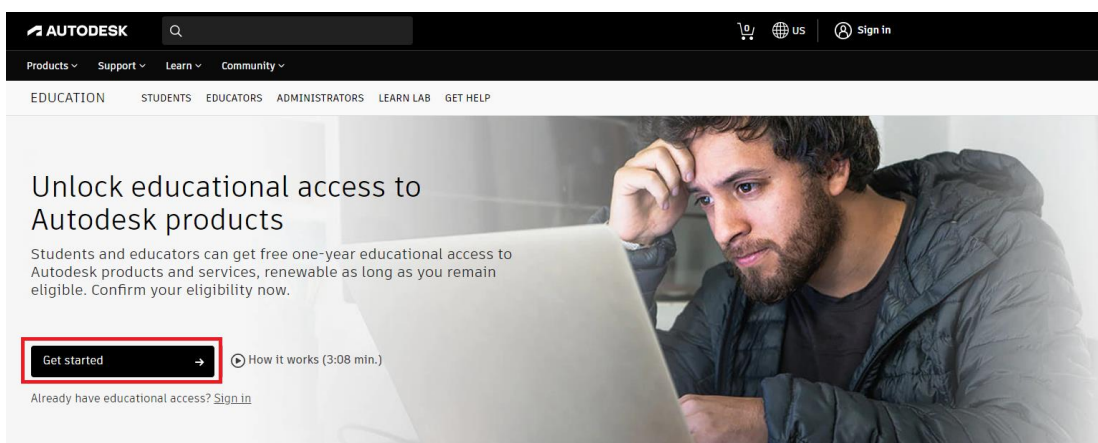 AUTODESK
0
US
Sign in
Products
Support
Learn
Community
EDUCATION
STUDENTS
EDUCATORS
ADMINISTRATORS
LEARN LAB
GET HELP
Unlock educational access to
Autodesk products
Students and educators can get free one-year educational access to
Autodesk products and services, renewable as long as you remain
eligible. Confirm your eligibility now.
Get started
How it works (3:08 min.)
Already have educational access? Sign in